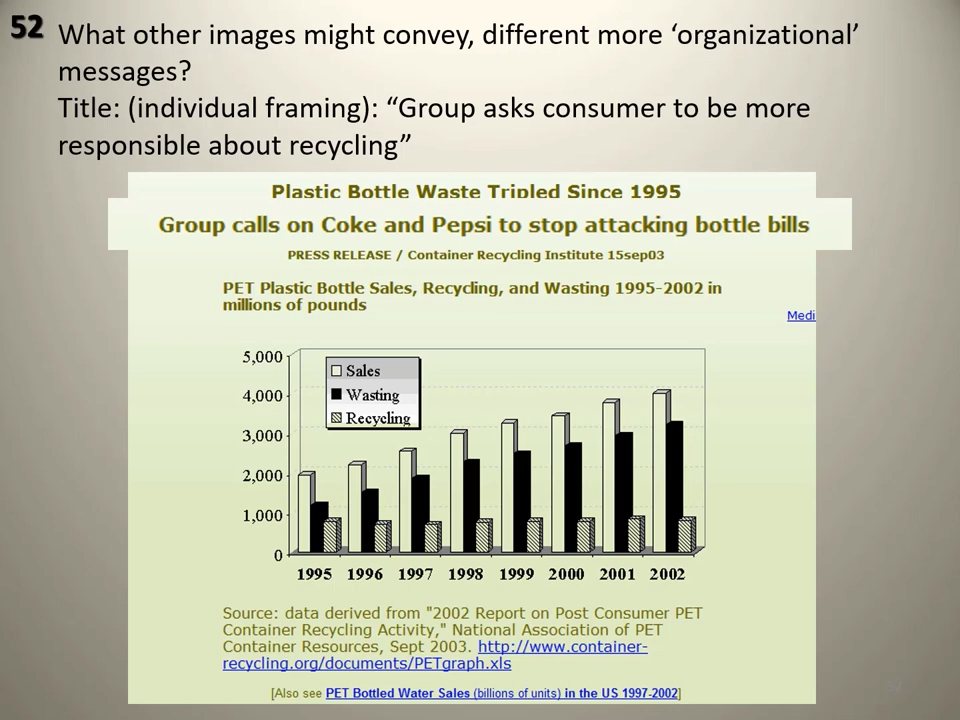 52
What other images might convey, different more ‘organizational’
messages?
Title: (individual framing): “Group asks consumer to be more
responsible about recycling”
Plastic Bottle Waste Tripled Since 1995
Group calls on Coke and Pepsi to stop attacking bottle bills
PRESS RELEASE / Container Recycling Institute 15sep03
PET Plastic Bottle Sales, Recycling, and Wasting 1995-2002 in
millions of pounds
Medi
5,000
4,000
3,000
2,000
1,000
0
Sales
Wasting
Recycling
1995 1996 1997 1998 1999 2000 2001 2002
Source: data derived from "2002 Report on Post Consumer PET
Container Recycling Activity," National Association of PET
Container Resources, Sept 2003. http://www.container-
recycling.org/documents/PETgraph.xls
[Also see PET Bottled Water Sales (billions of units) in the US 1997-2002]